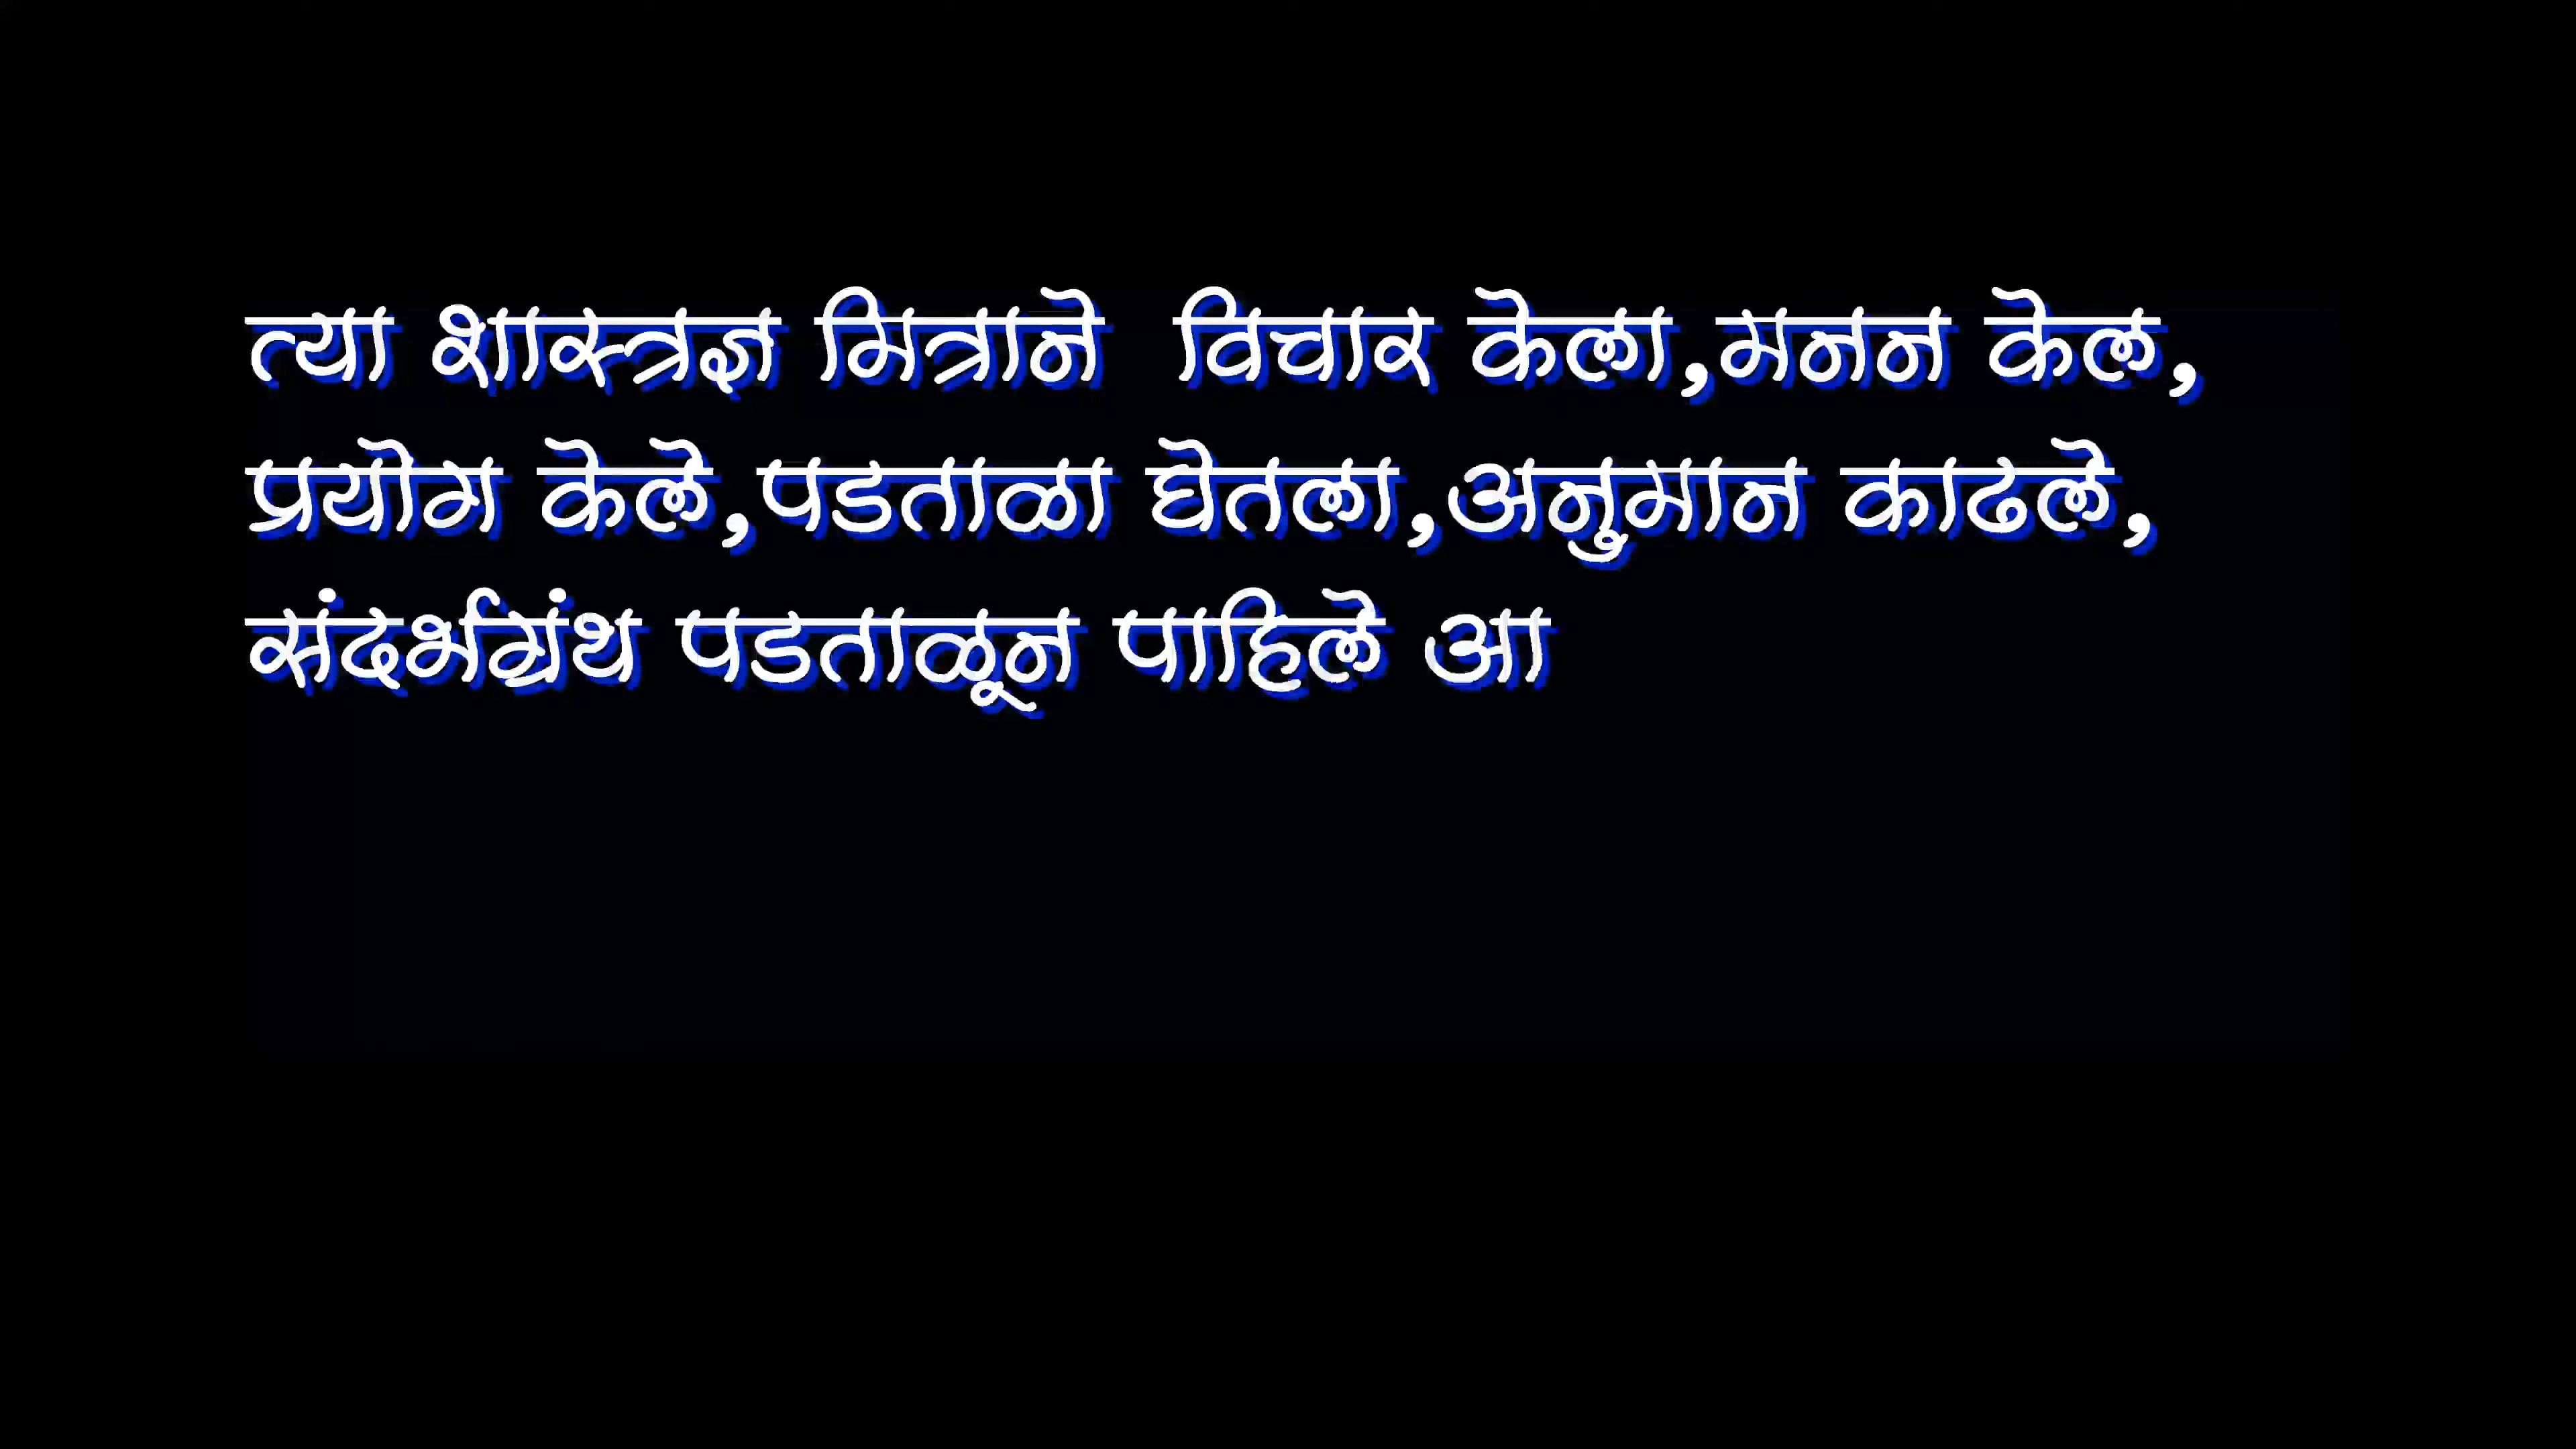 त्या शास्त्रज्ञ मित्राने  विचार केला,मनन केल,
प्रयोग केले,पडताळा घेतला,अनुमान काढले,
संदर्भग्रंथ पडताळून पाहिले आ